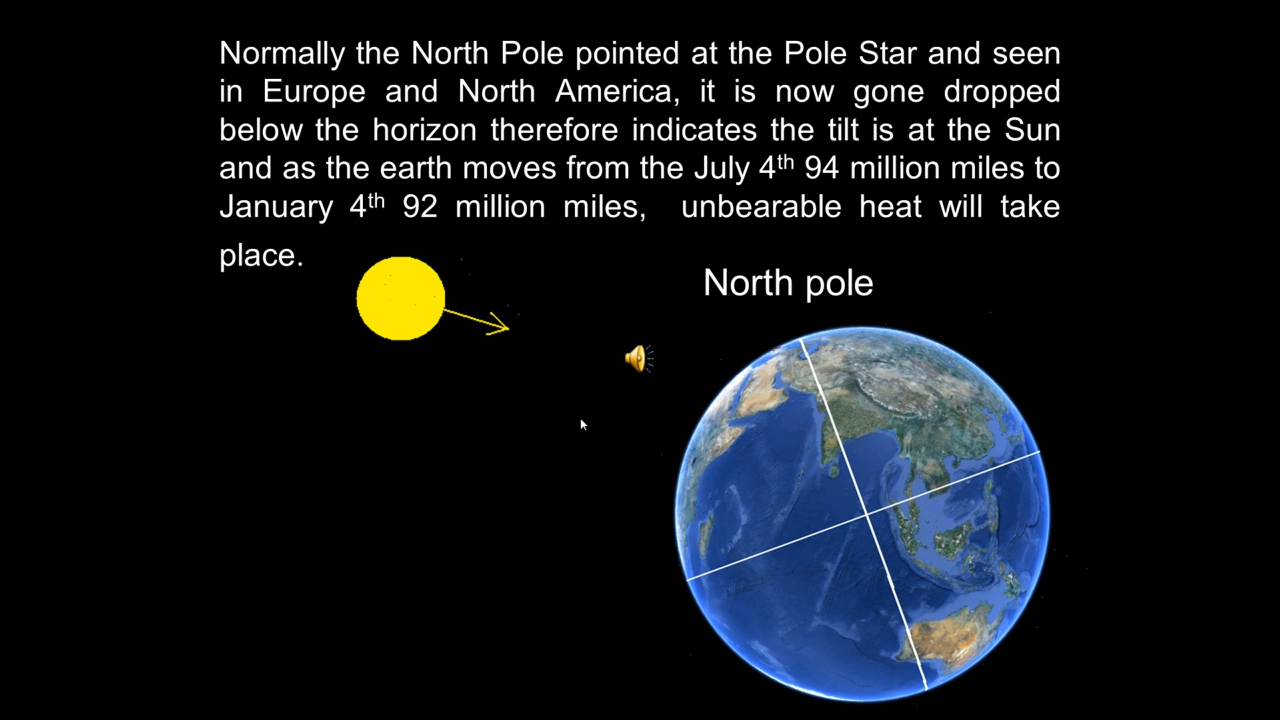 Normally the North Pole pointed at the Pole Star and seen
in Europe and North America, it is now gone dropped
below the horizon therefore indicates the tilt is at the Sun
and as the earth moves from the July 4th 94 million miles to
January 4th 92 million miles, unbearable heat will take
place.
North pole